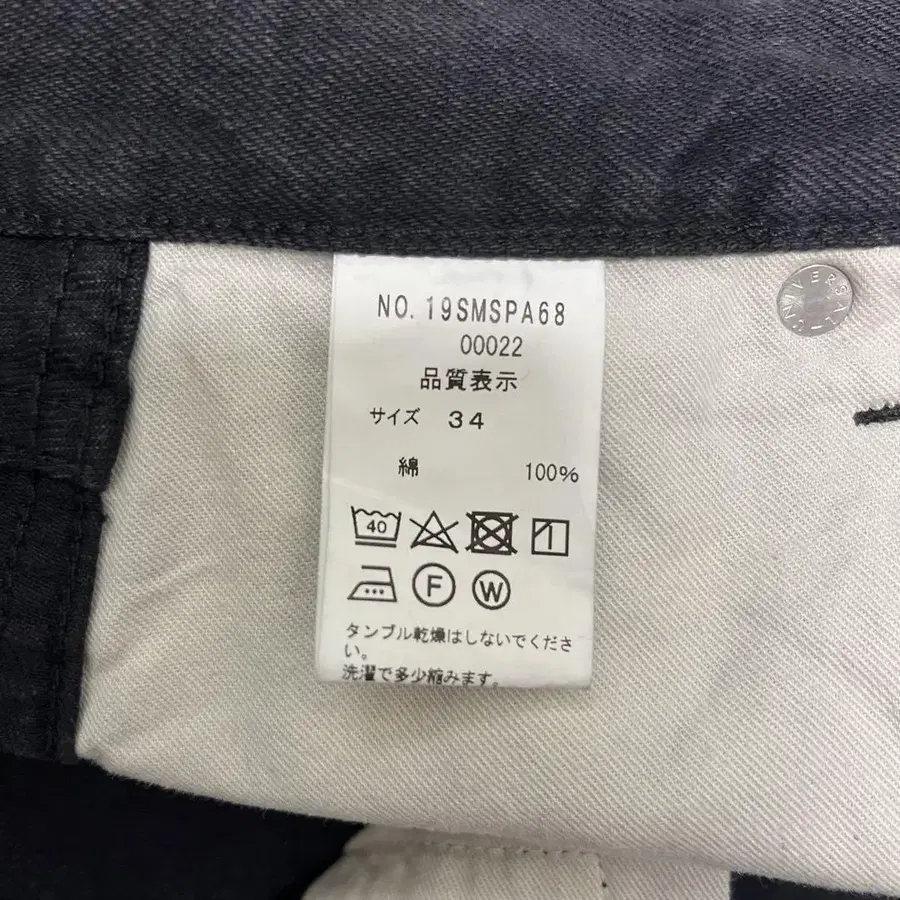 NO. 19SMSPA68
00022
品質表示
サイズ 34
綿 100%
40
F W
タンブル乾燥はしないでくださ
い。
洗濯で多少縮みます。
UNIVERSAL